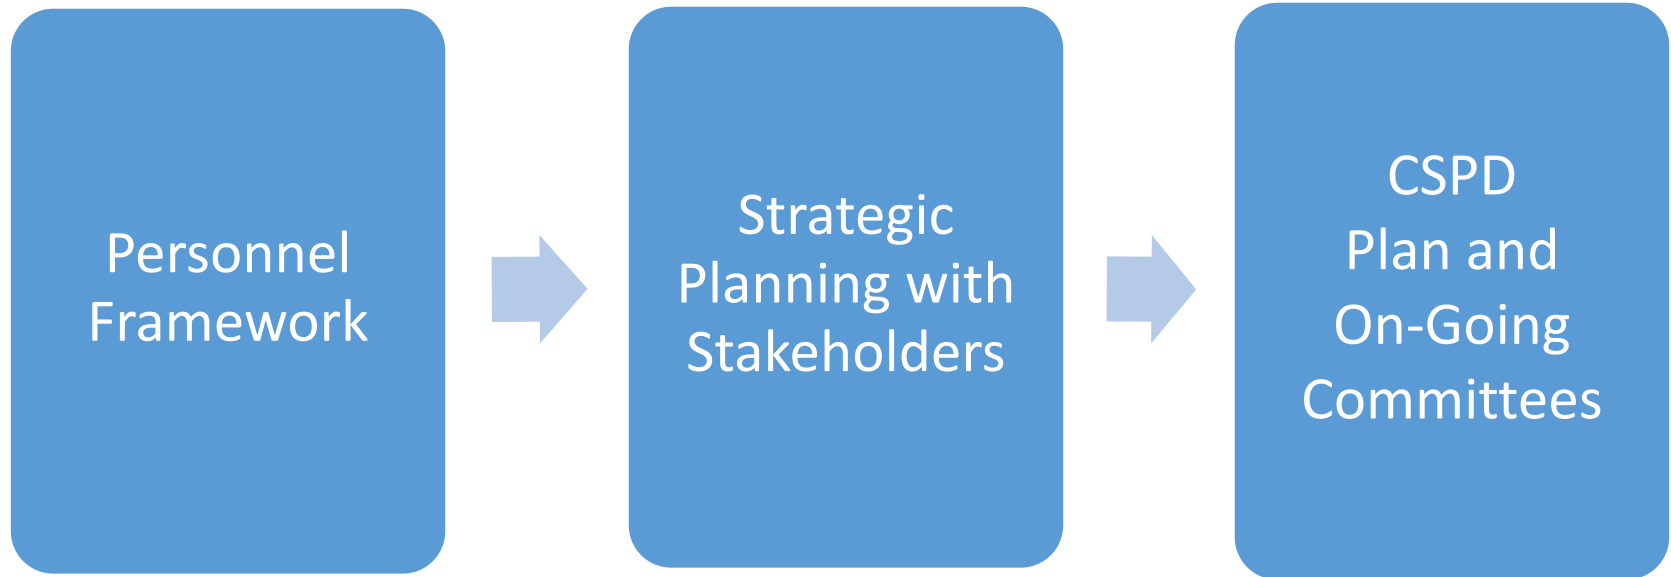 Personnel
Framework
Strategic
Planning with
Stakeholders
CSPD
Plan and
On-Going
Committees